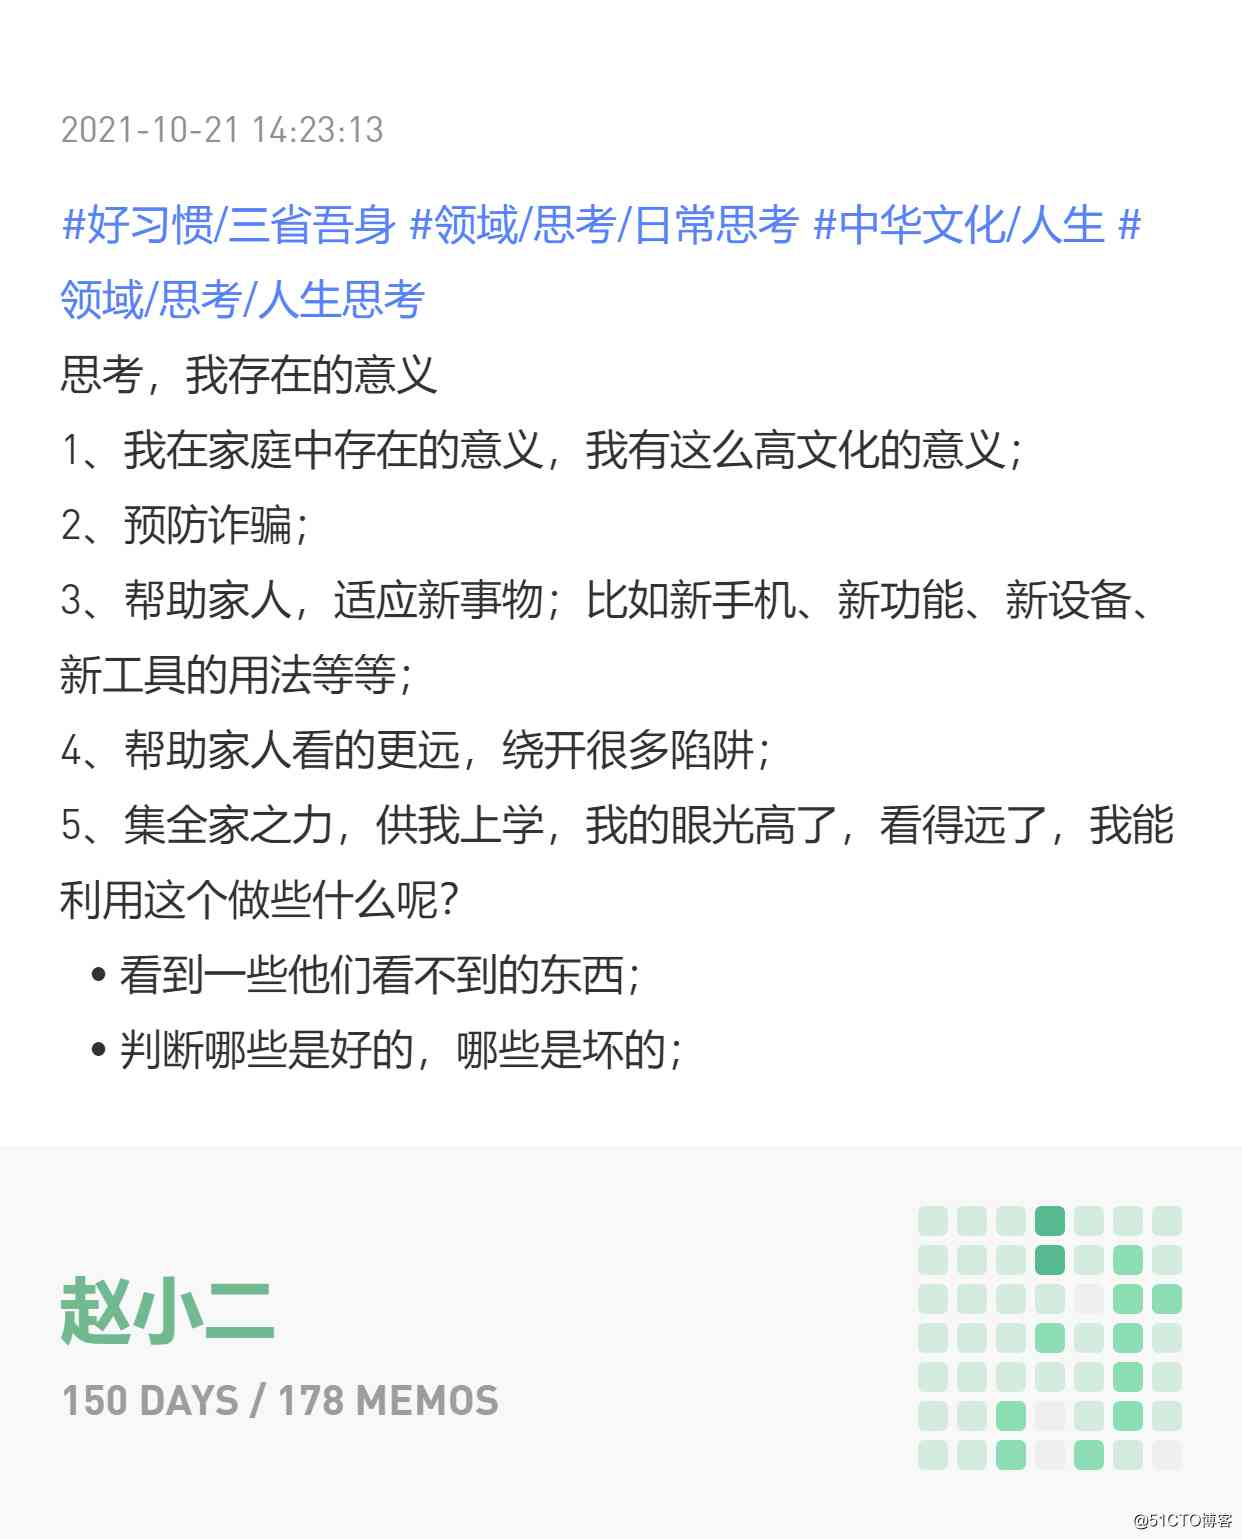 2021-10-21 14:23:13
#好习惯/三省吾身 #领域/思考/日常思考 #中华文化/人生 #
领域/思考/人生思考
思考，我存在的意义
1、我在家庭中存在的意义，我有这么高文化的意义；
2、预防诈骗；
3、帮助家人，适应新事物；比如新手机、新功能、新设备、
新工具的用法等等；
4、帮助家人看的更远，绕开很多陷阱；
5、集全家之力，供我上学，我的眼光高了，看得远了，我能
利用这个做些什么呢？
• 看到一些他们看不到的东西；
• 判断哪些是好的，哪些是坏的；
赵小二
150 DAYS / 178 MEMOS
@51CTO博客